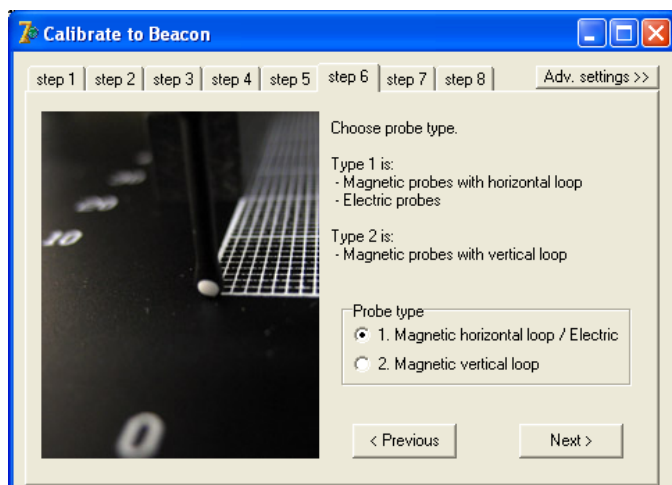 Calibrate to Beacon
step 1 step 2 step 3 step 4 step 5 step 6 step 7 step 8 Adv. settings >>
Choose probe type.
Type 1 is:
- Magnetic probes with horizontal loop
- Electric probes
Type 2 is:
- Magnetic probes with vertical loop
Probe type
1. Magnetic horizontal loop / Electric
2. Magnetic vertical loop
< Previous Next >
20
10
0